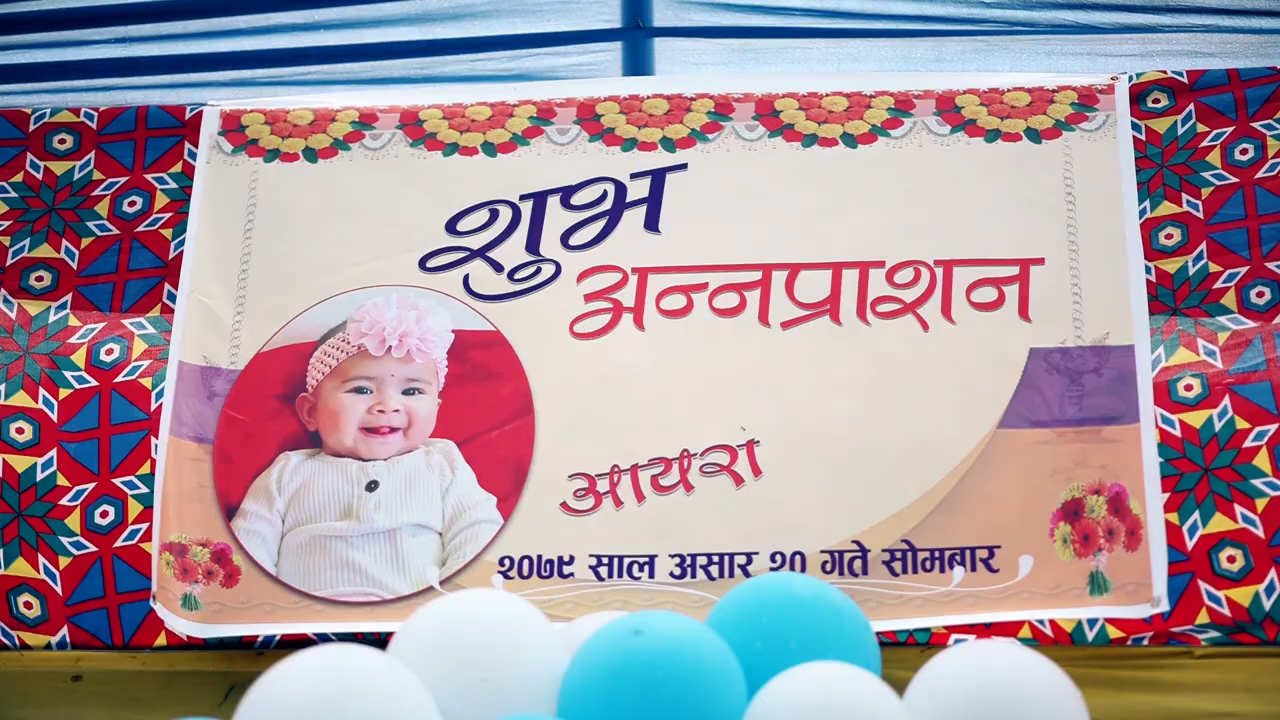 शुभ
अन्नप्राशन
आयरा
२०७९ साल असार २० गते सोमबार